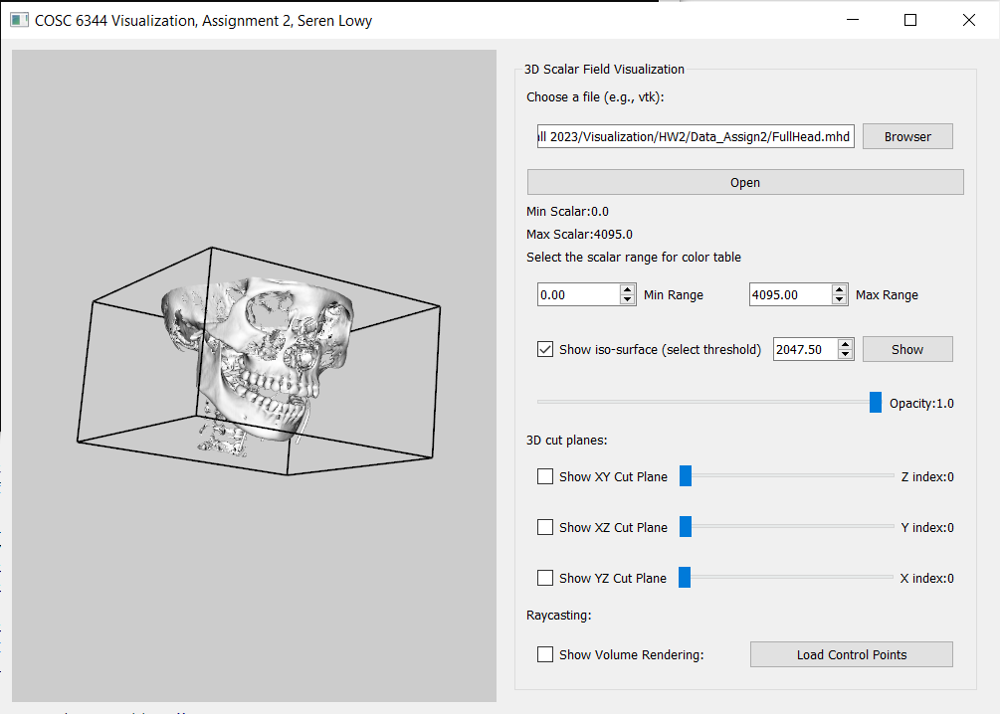 COSC 6344 Visualization, Assignment 2, Seren Lowy
3D Scalar Field Visualization
Choose a file (e.g., vtk):
all 2023/Visualization/HW2/Data_Assign2/FullHead.mhd Browser
Open
Min Scalar:0.0
Max Scalar:4095.0
Select the scalar range for color table
0.00 Min Range 4095.00 Max Range
Show iso-surface (select threshold) 2047.50 Show
Opacity:1.0
3D cut planes:
Show XY Cut Plane Z index:0
Show XZ Cut Plane Y index:0
Show YZ Cut Plane X index:0
Raycasting:
Show Volume Rendering: Load Control Points